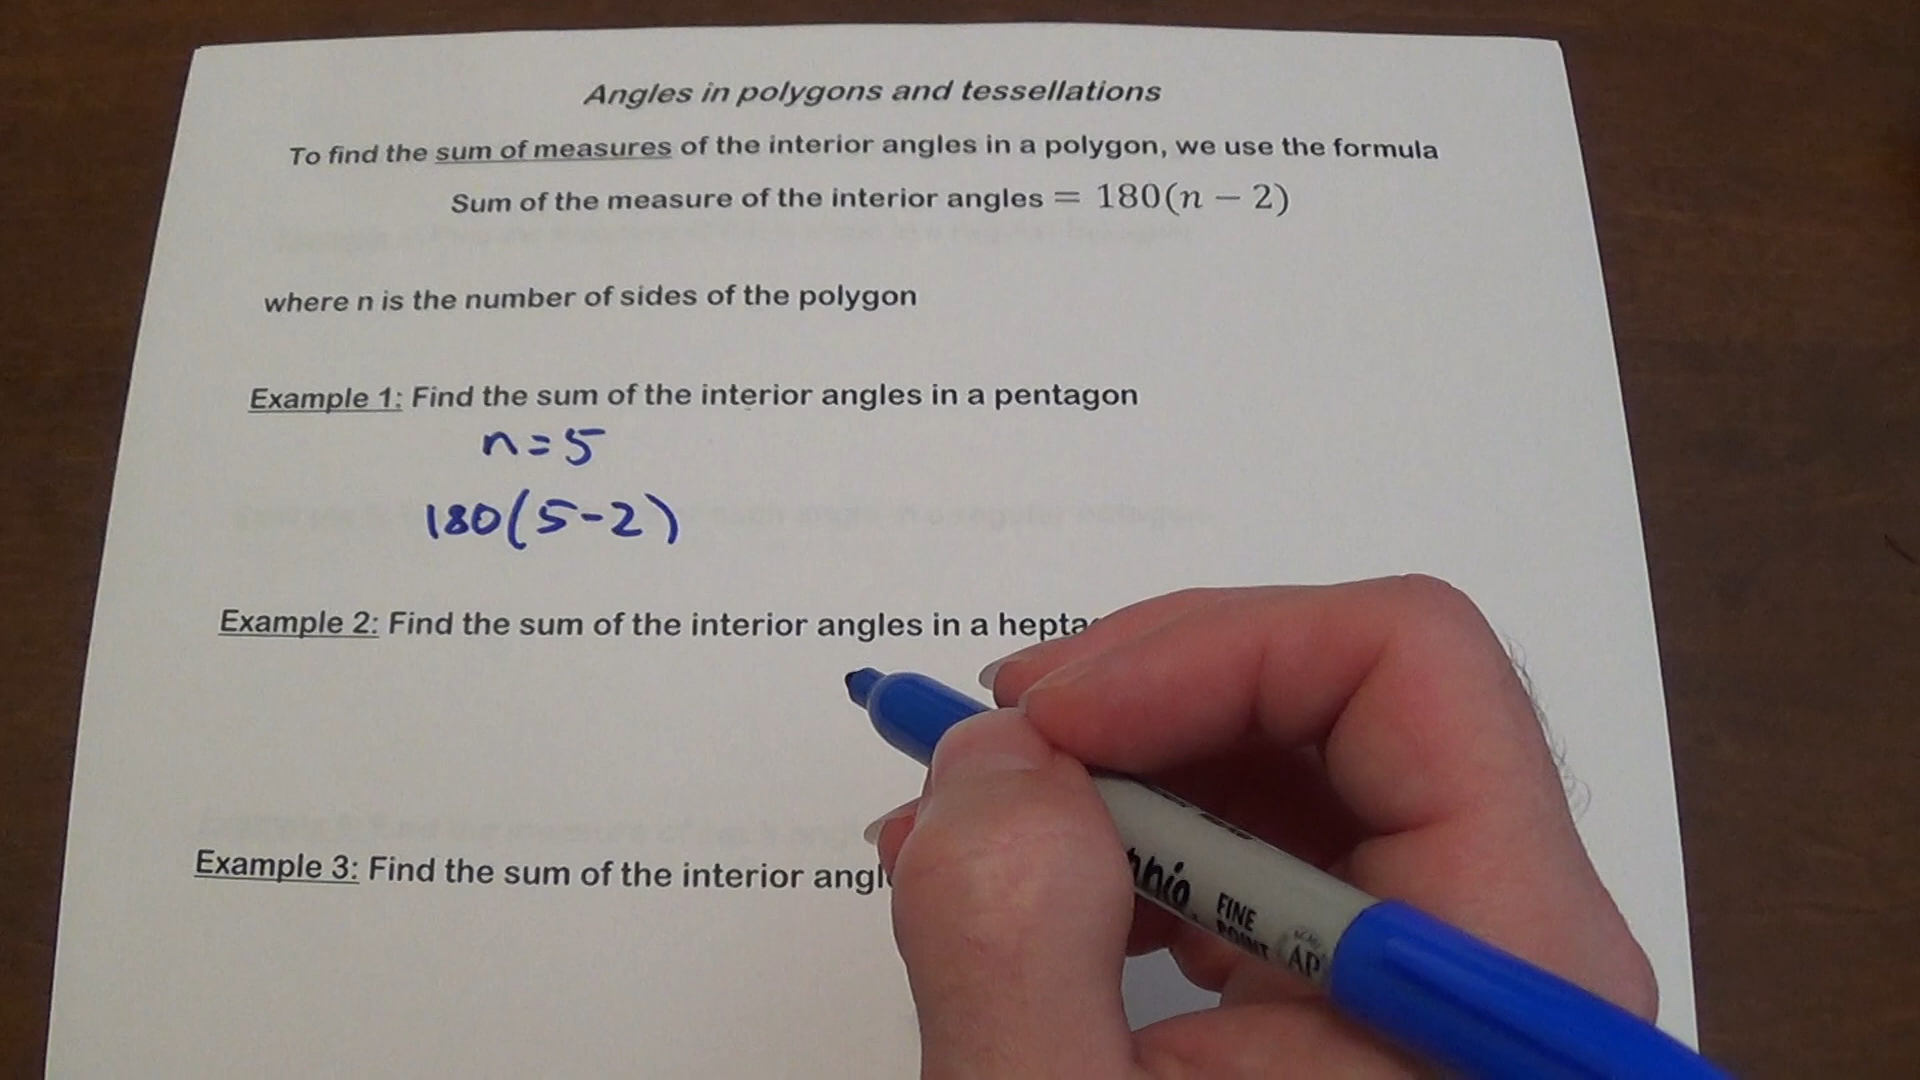 Angles in polygons and tessellations
To find the sum of measures of the interior angles in a polygon, we use the formula
Sum of the measure of the interior angles = 180(n − 2)
where n is the number of sides of the polygon
Example 1: Find the sum of the interior angles in a pentagon
n=5
180(5-2)
Example 2: Find the sum of the interior angles in a
Example 3: Find the sum of the interior
FINE
POINT
AP